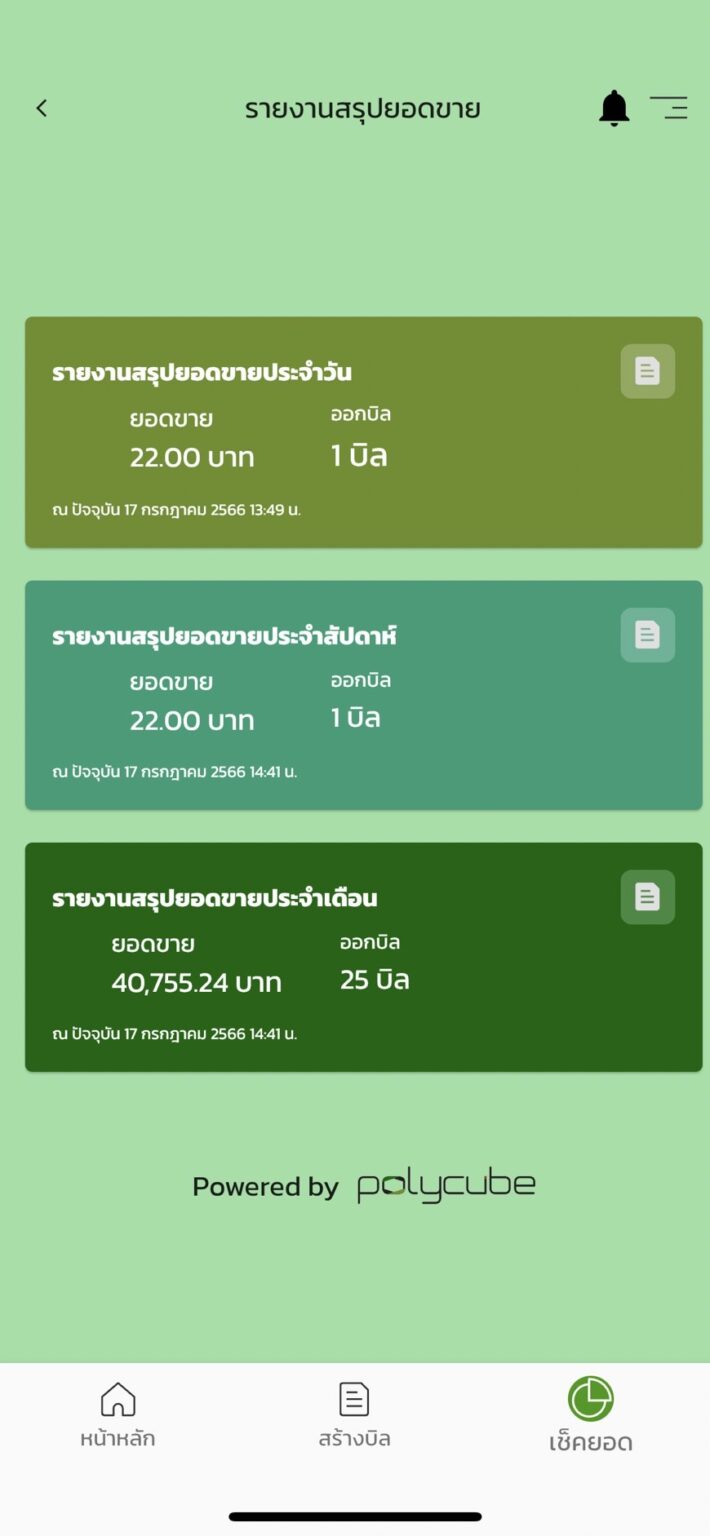 รายงานสรุปยอดขาย
รายงานสรุปยอดขายประจำวัน
ยอดขาย ออกบิล
22.00 บาท 1 บิล
ณ ปัจจุบัน 17 กรกฎาคม 2566 13:49 น.
รายงานสรุปยอดขายประจำสัปดาห์
ยอดขาย ออกบิล
22.00 บาท 1 บิล
ณ ปัจจุบัน 17 กรกฎาคม 2566 14:41 น.
รายงานสรุปยอดขายประจำเดือน
ยอดขาย ออกบิล
40,755.24 บาท 25 บิล
ณ ปัจจุบัน 17 กรกฎาคม 2566 14:41 น.
Powered by polycube
หน้าหลัก สร้างบิล เช็คยอด